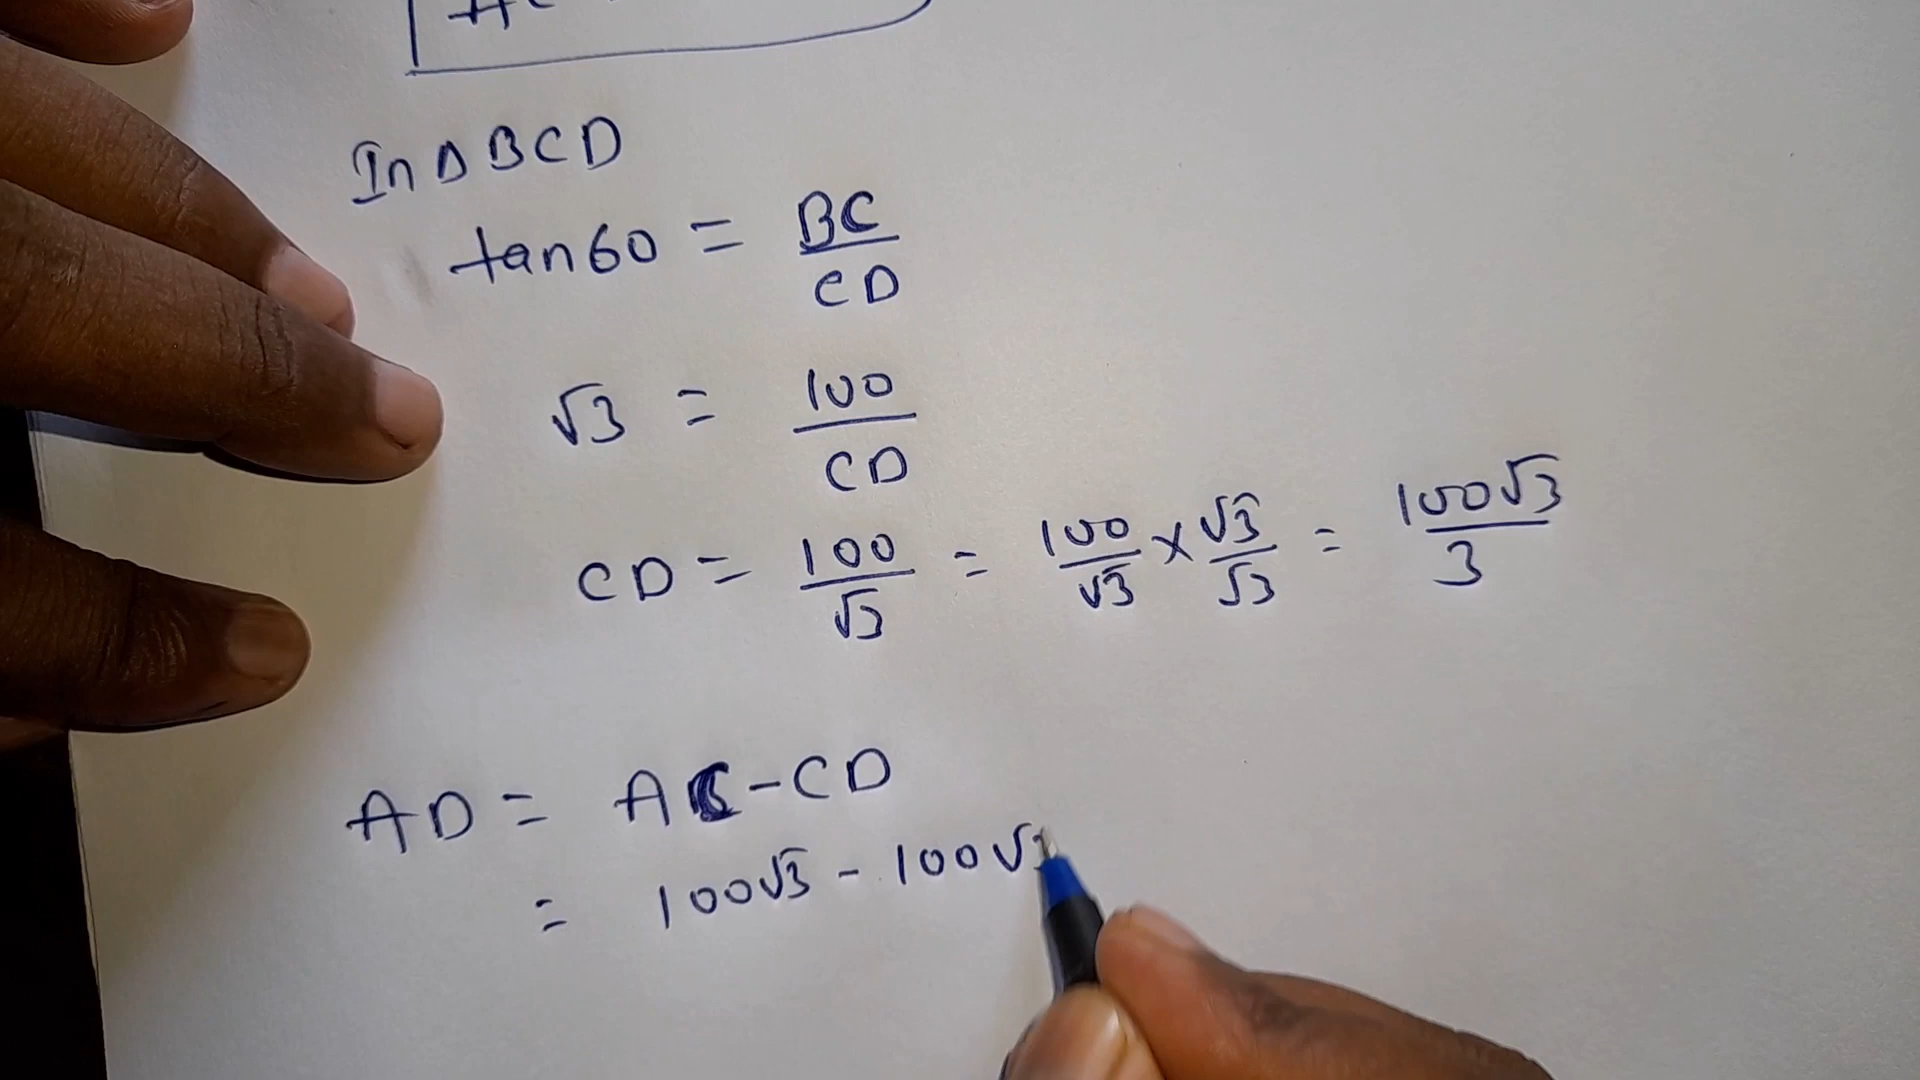 AC
In Δ BCD
tan60 = BC/CD
√3 = 100/CD
CD = 100/√3 = 100/√3 × √3/√3 = 100√3/3
AD = AC - CD
= 100√3 - 100√